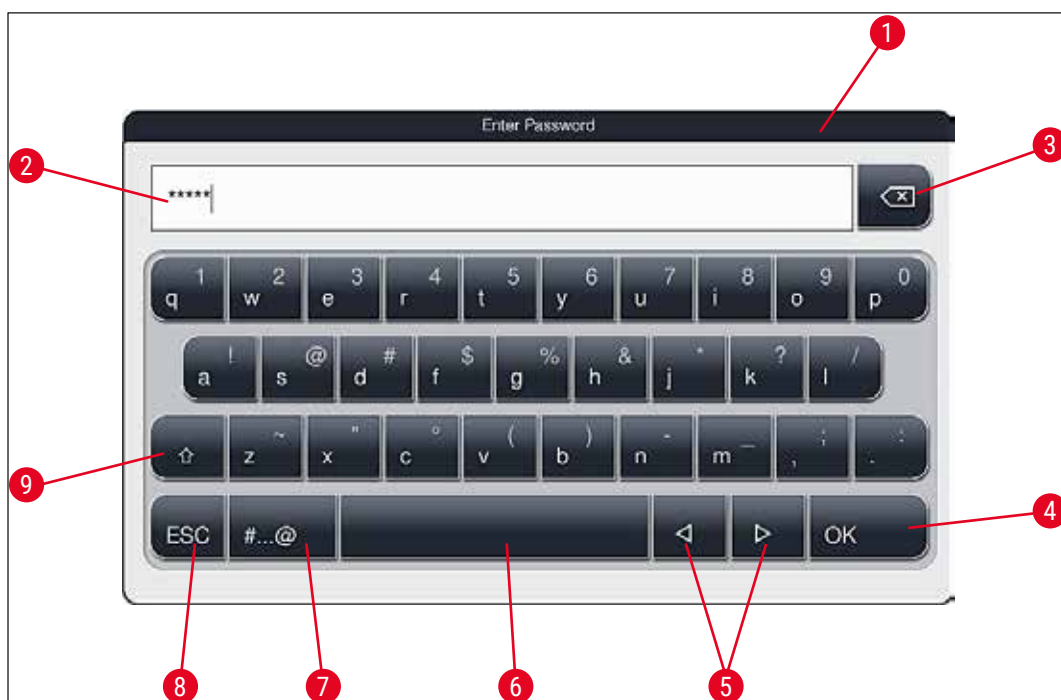 1
Enter Password
2
*****
3
1 2 3 4 5 6 7 8 9 0
q w e r t y u i o p
! @ # $ % & * ? /
a s d f g h j k l
~ " ° ( ) - _ ; :
z x c v b n m , .
9
ESC #...@ OK
4
8 7 6 5